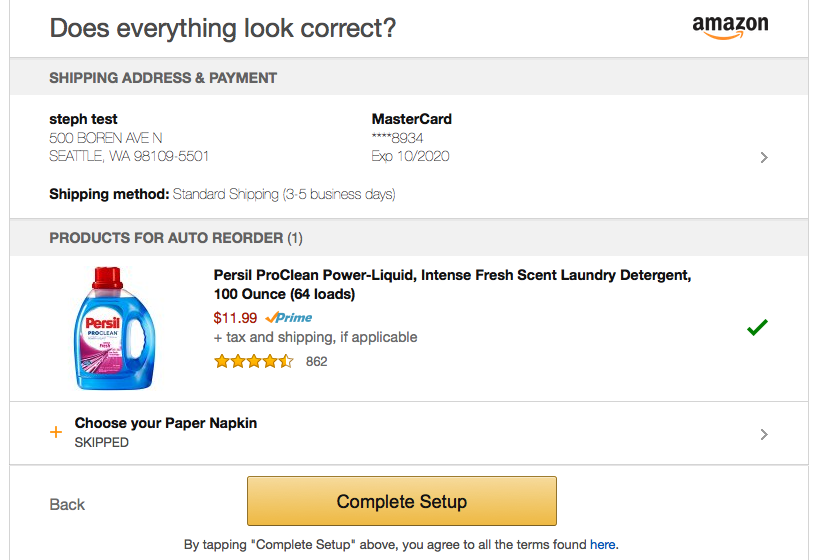 Does everything look correct?
amazon
SHIPPING ADDRESS & PAYMENT
steph test
500 BOREN AVE N
SEATTLE, WA 98109-5501
MasterCard
****8934
Exp 10/2020
Shipping method: Standard Shipping (3-5 business days)
PRODUCTS FOR AUTO REORDER (1)
Persil
PROCLEAN
Persil ProClean Power-Liquid, Intense Fresh Scent Laundry Detergent,
100 Ounce (64 loads)
$11.99 Prime
+ tax and shipping, if applicable
862
+ Choose your Paper Napkin
SKIPPED
Back
Complete Setup
By tapping "Complete Setup" above, you agree to all the terms found here.